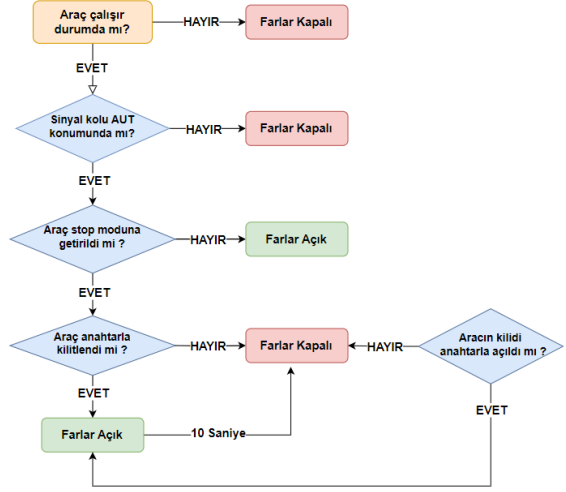 Araç çalışır
durumda mı?
HAYIR
Farlar Kapalı
EVET
Sinyal kolu AUT
konumunda mı?
HAYIR
Farlar Kapalı
EVET
Araç stop moduna
getirildi mi ?
HAYIR
Farlar Açık
EVET
Araç anahtarla
kilitlendi mi ?
HAYIR
Farlar Kapalı
HAYIR
Aracın kilidi
anahtarla açıldı mı ?
EVET
EVET
Farlar Açık
10 Saniye